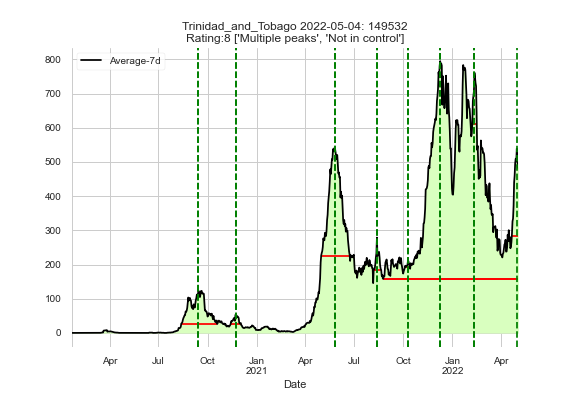 Trinidad_and_Tobago 2022-05-04: 149532
Rating:8 ['Multiple peaks', 'Not in control']
Average-7d
800
700
600
500
400
300
200
100
0
Apr Jul Oct Jan Apr Jul Oct Jan Apr
2021 2022
Date